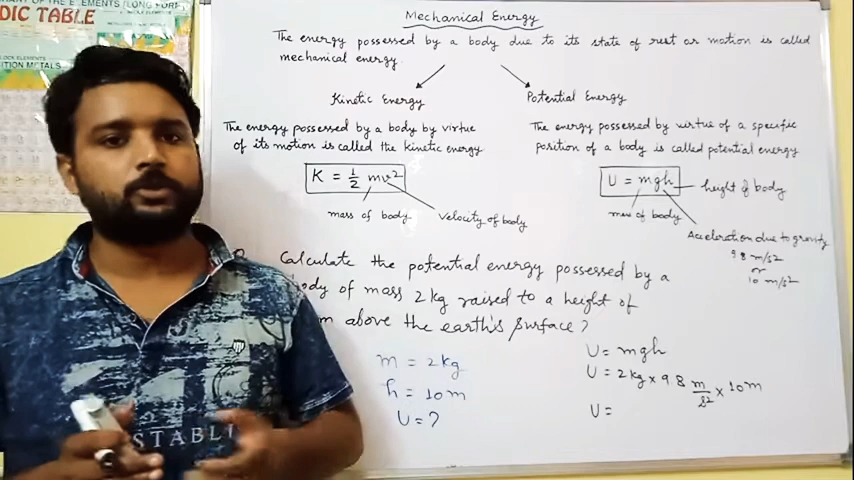 DIC TABLE
Mechanical Energy
The energy possessed by a body due to its state of rest or motion is called
mechanical energy.
Kinetic Energy
Potential Energy
The energy possessed by a body by virtue
of its motion is called the kinetic energy
The energy possessed by virtue of a specific
position of a body is called potential energy
K = 1/2 mv²
mass of body
velocity of body
U = mgh
height of body
mass of body
Acceleration due to gravity
9.8 m/s²
or
10 m/s²
Calculate the potential energy possessed by a
body of mass 2 kg raised to a height of
m above the earth's surface?
m = 2 kg
h = 10 m
U = ?
U = mgh
U = 2 kg × 9.8 m/s² × 10 m
U =
STABLI